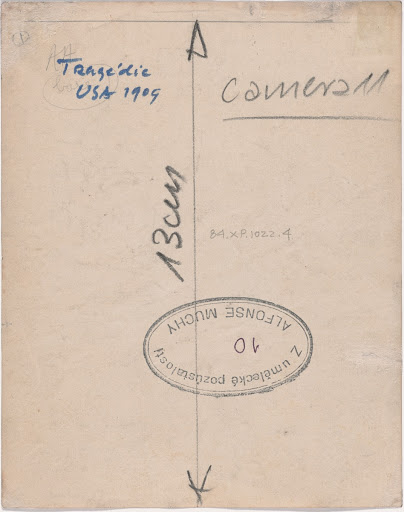 Tragédie
USA 1909
Camera 11
13cm
84.XP.1022.4
Z umělecké pozůstalosti
ALFONSE MUCHY
10